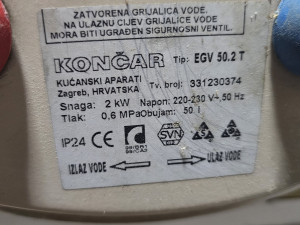 ZATVORENA GRIJALICA VODE.
NA ULAZNU CIJEV GRIJALICE VODE
MORA BITI UGRAĐEN SIGURNOSNI VENTIL.
KONČAR Tip: EGV 50.2 T
KUĆANSKI APARATI Tv. broj: 331230374
Zagreb, HRVATSKA
Snaga: 2 kW Napon: 220-230 V~ 50 Hz
Tlak: 0,6 MPa Obujam: 50 l
IP24 CE SVN
IZLAZ VODE ULAZ VODE